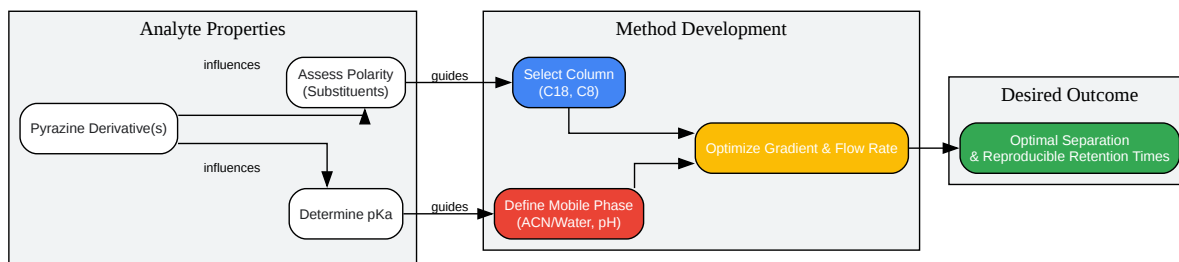 Analyte Properties
Pyrazine Derivative(s)
influences
influences
Assess Polarity
(Substituents)
Determine pKa
guides
guides
Method Development
Select Column
(C18, C8)
Define Mobile Phase
(ACN/Water, pH)
Optimize Gradient & Flow Rate
Desired Outcome
Optimal Separation
& Reproducible Retention Times